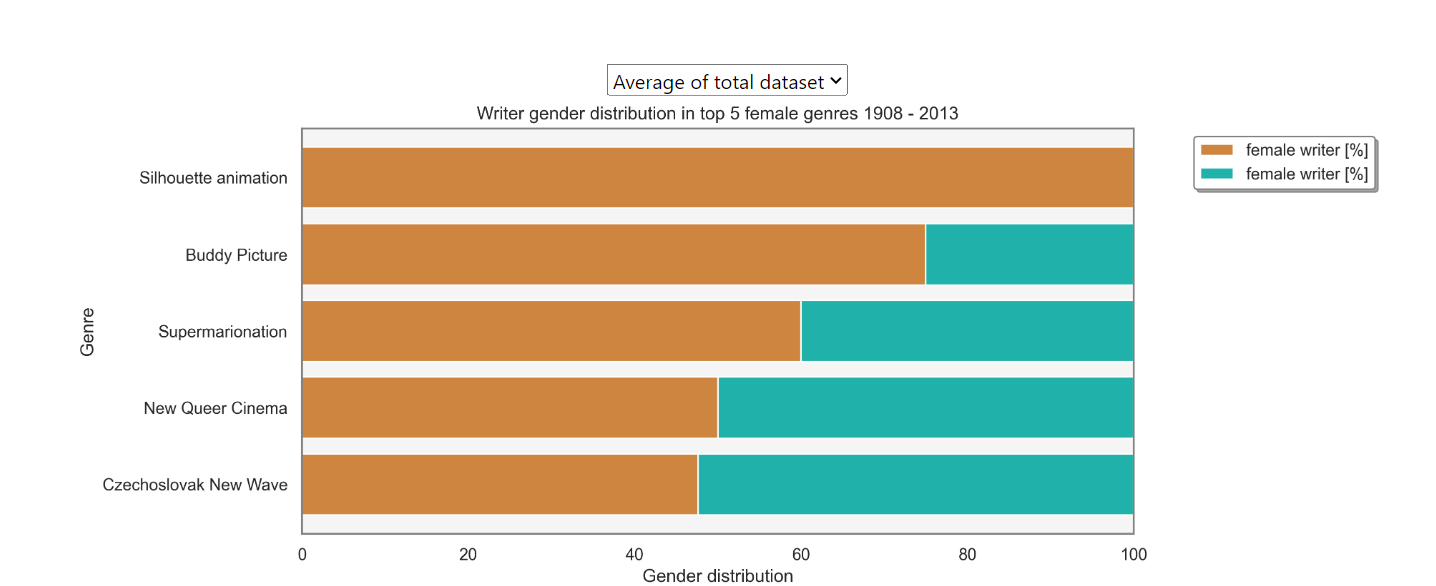 Average of total dataset
Writer gender distribution in top 5 female genres 1908 - 2013
female writer [%]
female writer [%]
Genre
Silhouette animation
Buddy Picture
Supermarionation
New Queer Cinema
Czechoslovak New Wave
0 20 40 60 80 100
Gender distribution